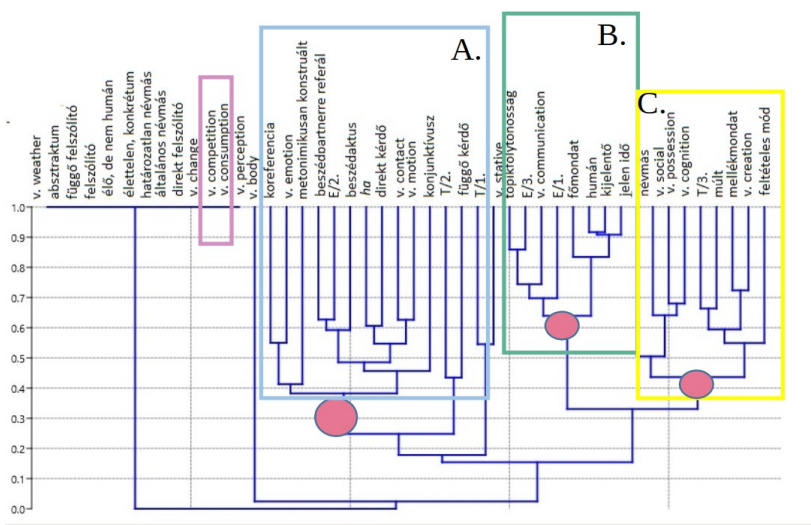 A.
B.
C.
v. weather
absztraktum
függő felszólító
felszólító
élő, de nem humán
élettelen, konkrétum
határozatlan névmás
általános névmás
direkt felszólító
v. change
v. competition
v. consumption
v. perception
v. body
koreferencia
v. emotion
metonimikusan konstruált
beszédpartnerre referál
E/2.
beszédaktus
ha
direkt kérdő
v. contact
v. motion
konjunktívusz
T/2.
függő kérdő
T/1.
v. stative
topikfolytonosság
E/3.
v. communication
E/1.
főmondat
humán
kijelentő
jelen idő
névmás
v. social
v. possession
v. cognition
T/3.
múlt
mellékmondat
v. creation
feltételes mód
1.0
0.9
0.8
0.7
0.6
0.5
0.4
0.3
0.2
0.1
0.0